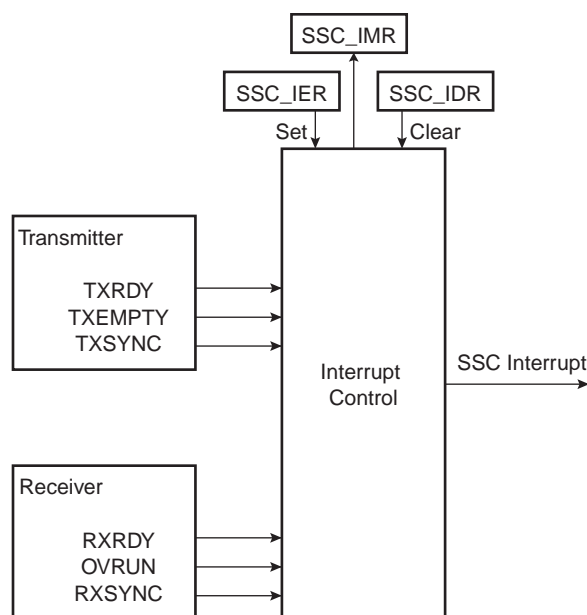 SSC_IMR
SSC_IER
SSC_IDR
Set
Clear
Transmitter
TXRDY
TXEMPTY
TXSYNC
Interrupt
Control
SSC Interrupt
Receiver
RXRDY
OVRUN
RXSYNC